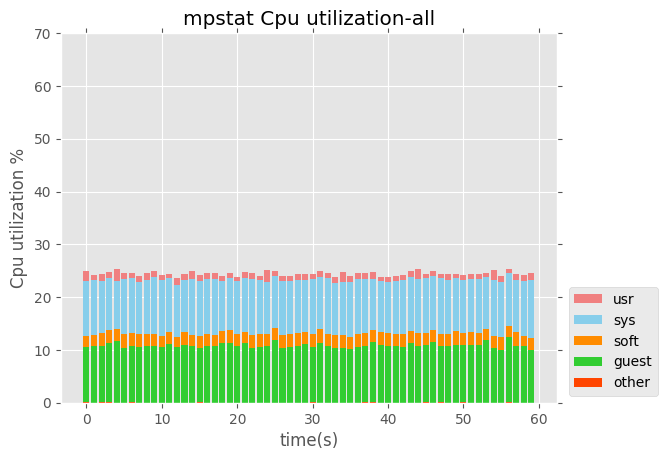 mpstat Cpu utilization-all
70
60
50
40
30
20
10
0
Cpu utilization %
0 10 20 30 40 50 60
time(s)
usr
sys
soft
guest
other